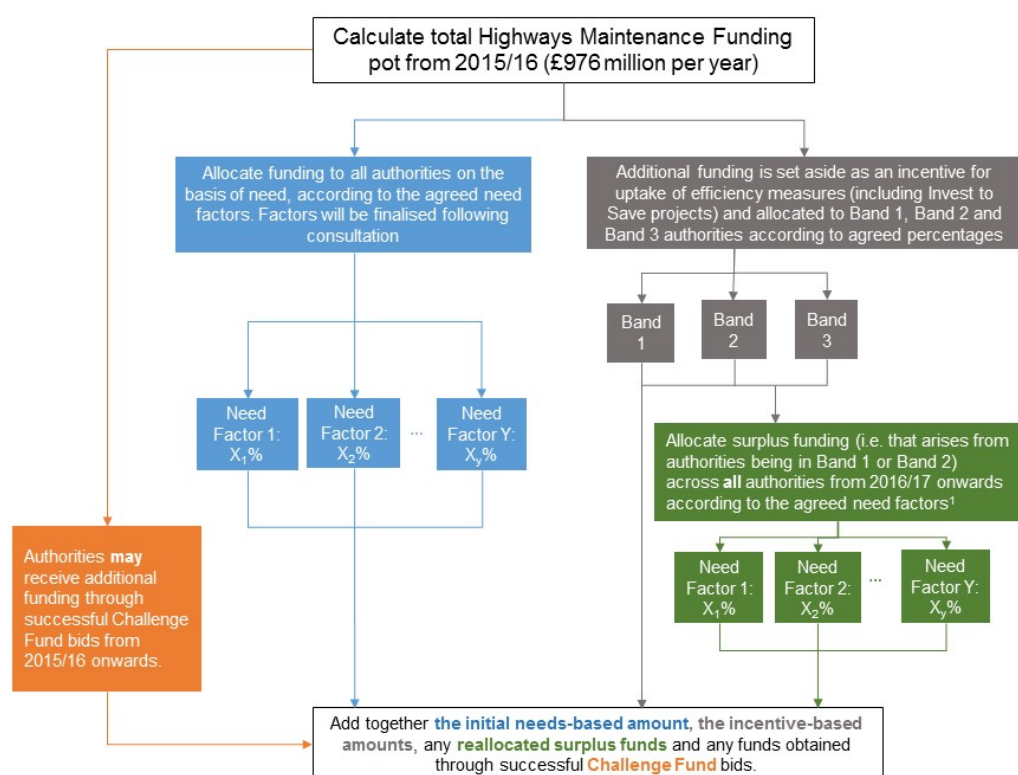 Calculate total Highways Maintenance Funding
pot from 2015/16 (£976 million per year)
Allocate funding to all authorities on the
basis of need, according to the agreed need
factors. Factors will be finalised following
consultation
Additional funding is set aside as an incentive for
uptake of efficiency measures (including Invest to
Save projects) and allocated to Band 1, Band 2 and
Band 3 authorities according to agreed percentages
Band
1
Band
2
Band
3
Need
Factor 1:
X₁%
Need
Factor 2:
X₂%
...
Need
Factor Y:
Xᵧ%
Allocate surplus funding (i.e. that arises from
authorities being in Band 1 or Band 2)
across all authorities from 2016/17 onwards
according to the agreed need factors¹
Need
Factor 1:
X₁%
Need
Factor 2:
X₂%
...
Need
Factor Y:
Xᵧ%
Authorities may
receive additional
funding through
successful Challenge
Fund bids from
2015/16 onwards.
Add together the initial needs-based amount, the incentive-based
amounts, any reallocated surplus funds and any funds obtained
through successful Challenge Fund bids.